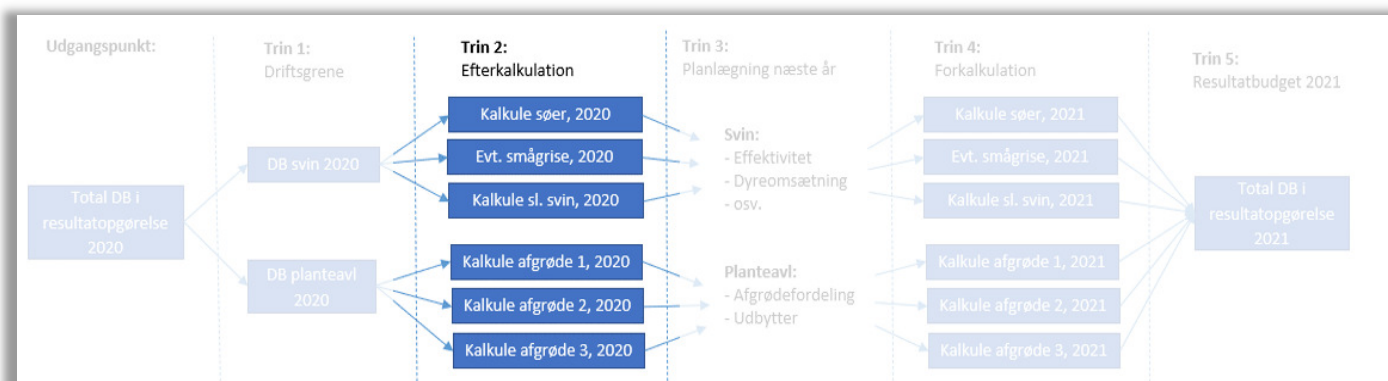 Udgangspunkt:
Trin 1:
Driftsgrene
Trin 2:
Efterkalkulation
Trin 3:
Planlægning næste år
Trin 4:
Forkalkulation
Trin 5:
Resultatbudget 2021
Total DB i
resultatopgørelse
2020
DB svin 2020
DB planteavl
2020
Kalkule søer, 2020
Evt. smågrise, 2020
Kalkule sl. svin, 2020
Kalkule afgrøde 1, 2020
Kalkule afgrøde 2, 2020
Kalkule afgrøde 3, 2020
Svin:
- Effektivitet
- Dyreomsætning
- osv.
Planteavl:
- Afgrødefordeling
- Udbytter
Kalkule søer, 2021
Evt. smågrise, 2021
Kalkule sl. svin, 2021
Kalkule afgrøde 1, 2021
Kalkule afgrøde 2, 2021
Kalkule afgrøde 3, 2021
Total DB i
resultatopgørelse
2021